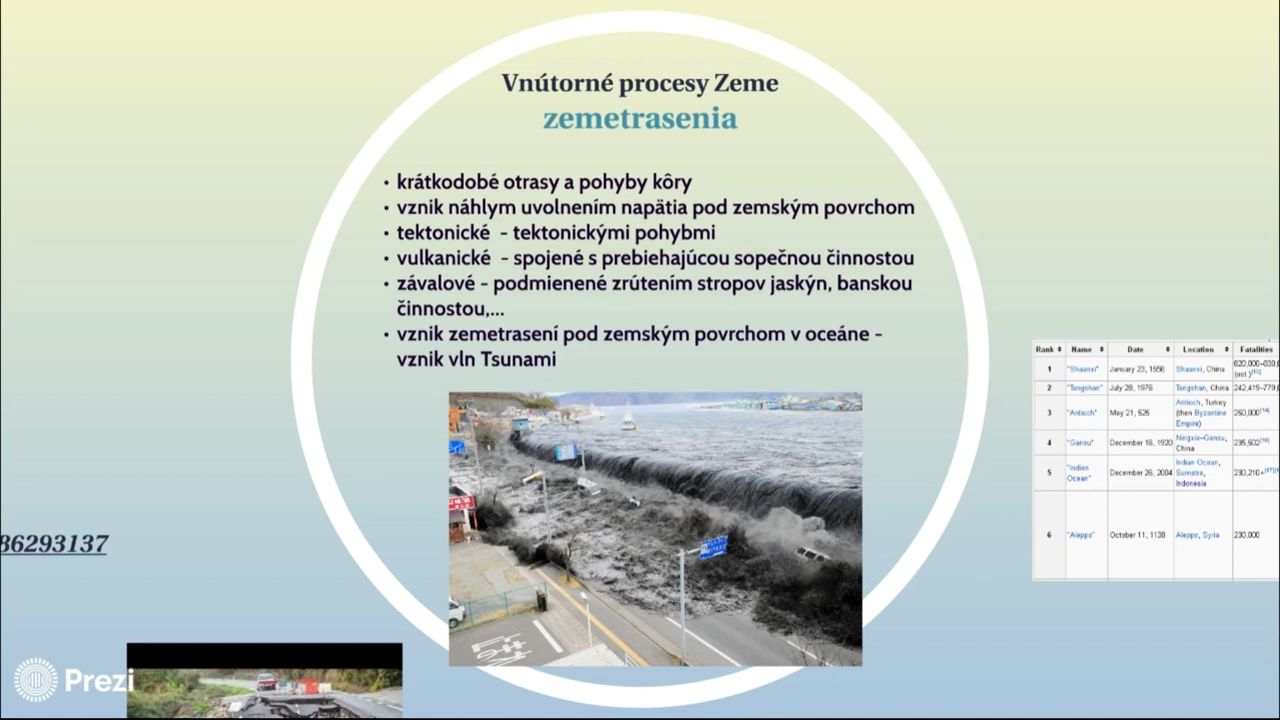 Vnútorné procesy Zeme
zemetrasenia
• krátkodobé otrasy a pohyby kôry
• vznik náhlym uvolnením napätia pod zemským povrchom
• tektonické - tektonickými pohybmi
• vulkanické - spojené s prebiehajúcou sopečnou činnostou
• závalové - podmienené zrútením stropov jaskýn, banskou
činnostou,...
• vznik zemetrasení pod zemským povrchom v oceáne -
vznik vln Tsunami
Rank Name Date Location Fatalities
1 "Shaanxi" January 23, 1556 Shaanxi, China 820,000–830,
(est.)
2 "Tangshan" July 28, 1976 Tangshan, China 242,419–779,
3 "Antioch" May 21, 526 Antioch, Turkey
(then Byzantine
Empire) 250,000
4 "Gansu" December 16, 1920 Ningxia–Gansu,
China 235,502
5 "Indian
Ocean" December 26, 2004 Indian Ocean,
Sumatra,
Indonesia 230,210+
6 "Aleppo" October 11, 1138 Aleppo, Syria 230,000
86293137
Prezi